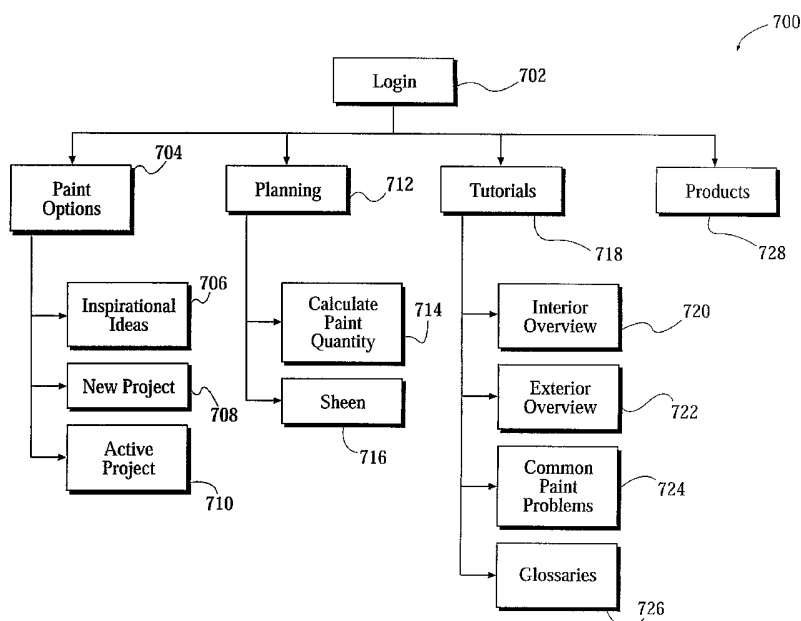 700
Login
702
704
Paint
Options
Planning
712
Tutorials
718
Products
728
Inspirational
Ideas
706
New Project
708
Active
Project
710
Calculate
Paint
Quantity
714
Sheen
716
Interior
Overview
720
Exterior
Overview
722
Common
Paint
Problems
724
Glossaries
726